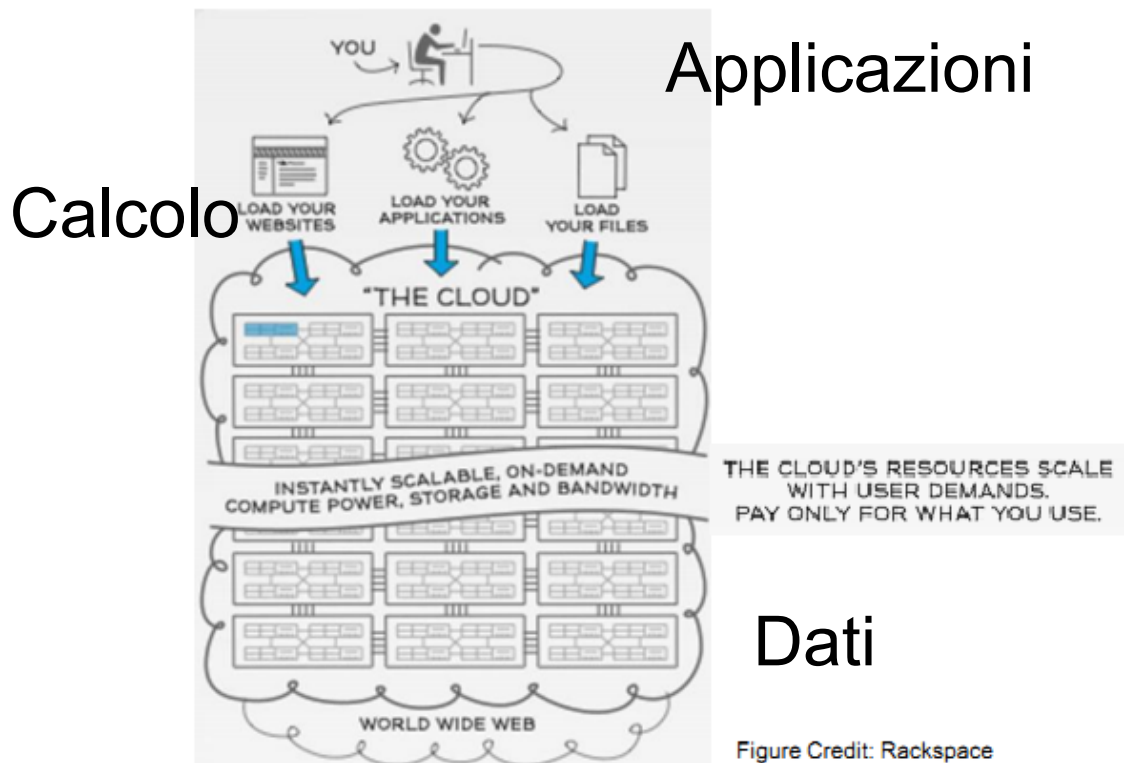 YOU
Applicazioni
Calcolo
LOAD YOUR
WEBSITES
LOAD YOUR
APPLICATIONS
LOAD
YOUR FILES
"THE CLOUD"
INSTANTLY SCALABLE, ON-DEMAND
COMPUTE POWER, STORAGE AND BANDWIDTH
THE CLOUD'S RESOURCES SCALE
WITH USER DEMANDS.
PAY ONLY FOR WHAT YOU USE.
Dati
WORLD WIDE WEB
Figure Credit: Rackspace